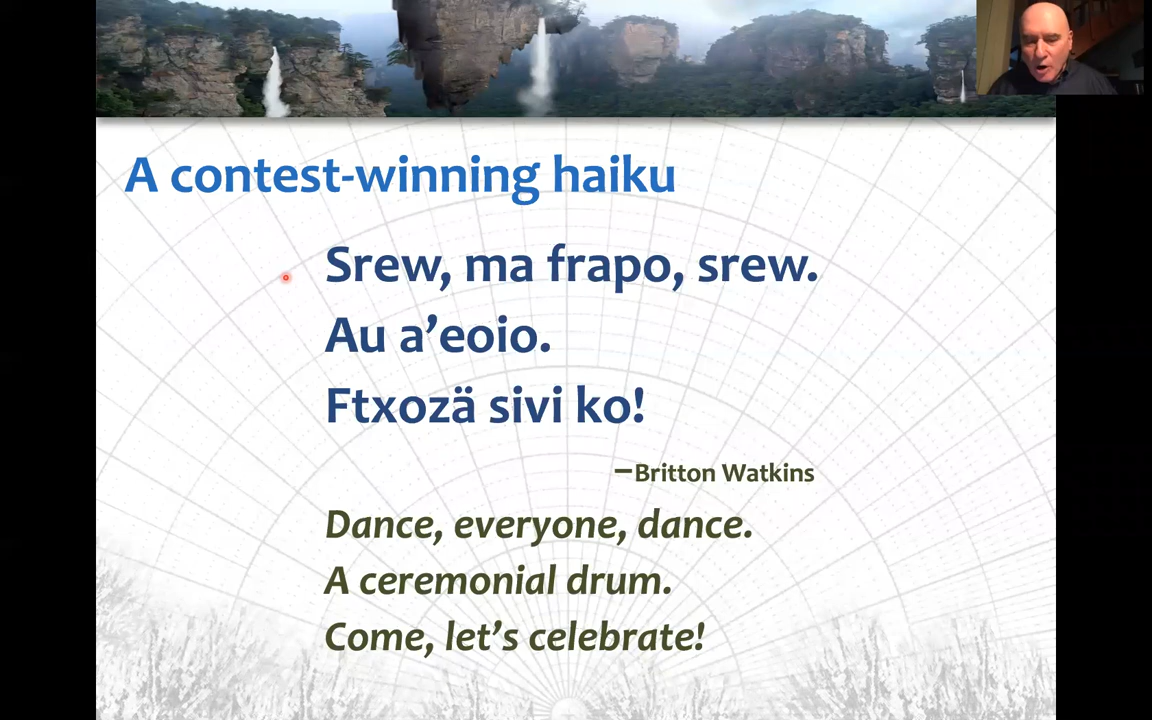 A contest-winning haiku
Srew, ma frapo, srew.
Au a’eoio.
Ftxozä sivi ko!
–Britton Watkins
Dance, everyone, dance.
A ceremonial drum.
Come, let’s celebrate!